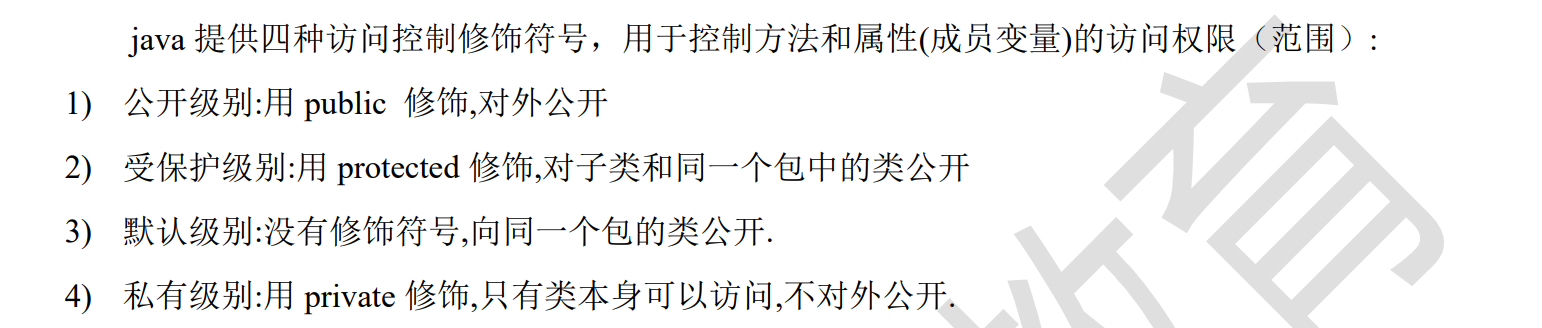 java 提供四种访问控制修饰符号，用于控制方法和属性(成员变量)的访问权限（范围）:
1) 公开级别:用 public 修饰,对外公开
2) 受保护级别:用 protected 修饰,对子类和同一个包中的类公开
3) 默认级别:没有修饰符号,向同一个包的类公开.
4) 私有级别:用 private 修饰,只有类本身可以访问,不对外公开.
教育